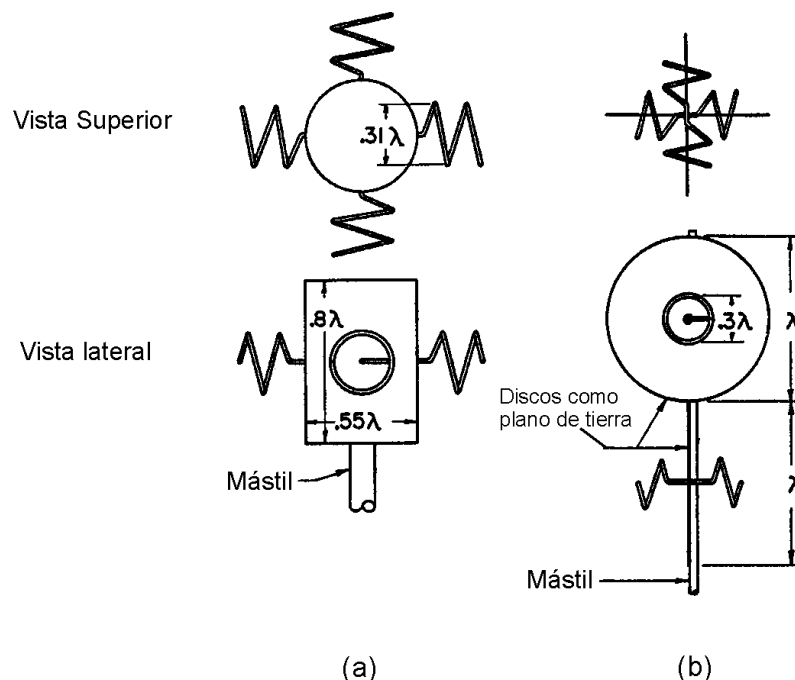 Vista Superior
.31λ
Vista lateral
.8λ
.55λ
Mástil
.3λ
λ
Discos como
plano de tierra
λ
Mástil
(a)
(b)